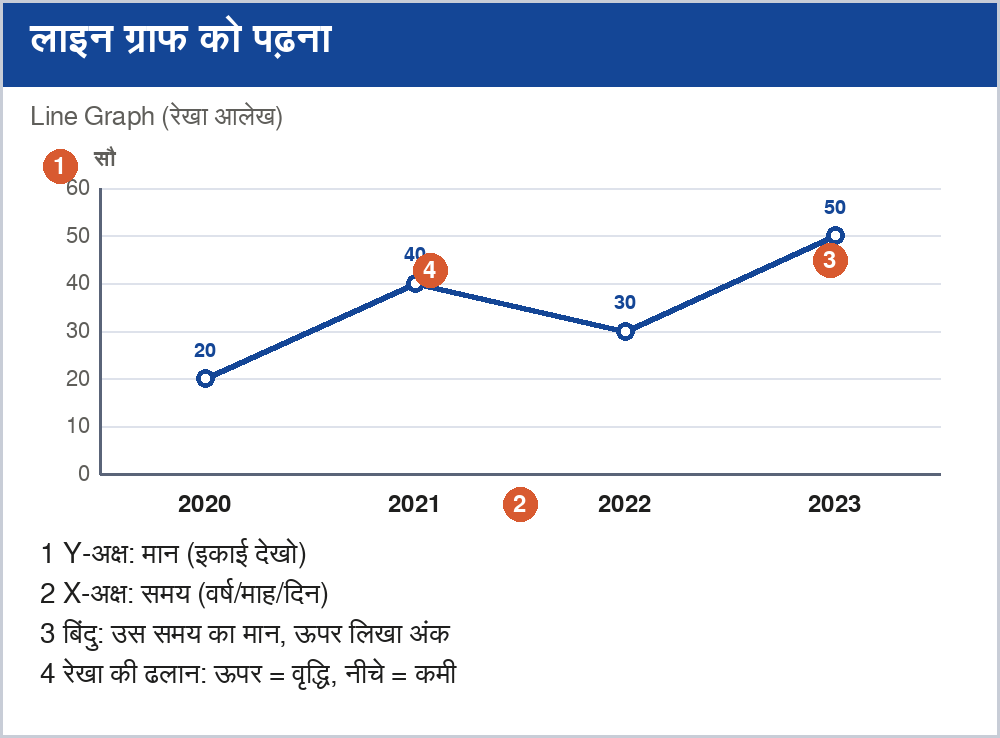 लाइन ग्राफ को पढ़ना
Line Graph (रेखा आलेख)
1 सौ
60
50
50
3
40
4
40
30
30
20
20
10
0
2020 2021 2 2022 2023
1 Y-अक्ष: मान (इकाई देखो)
2 X-अक्ष: समय (वर्ष/माह/दिन)
3 बिंदु: उस समय का मान, ऊपर लिखा अंक
4 रेखा की ढलान: ऊपर = वृद्धि, नीचे = कमी